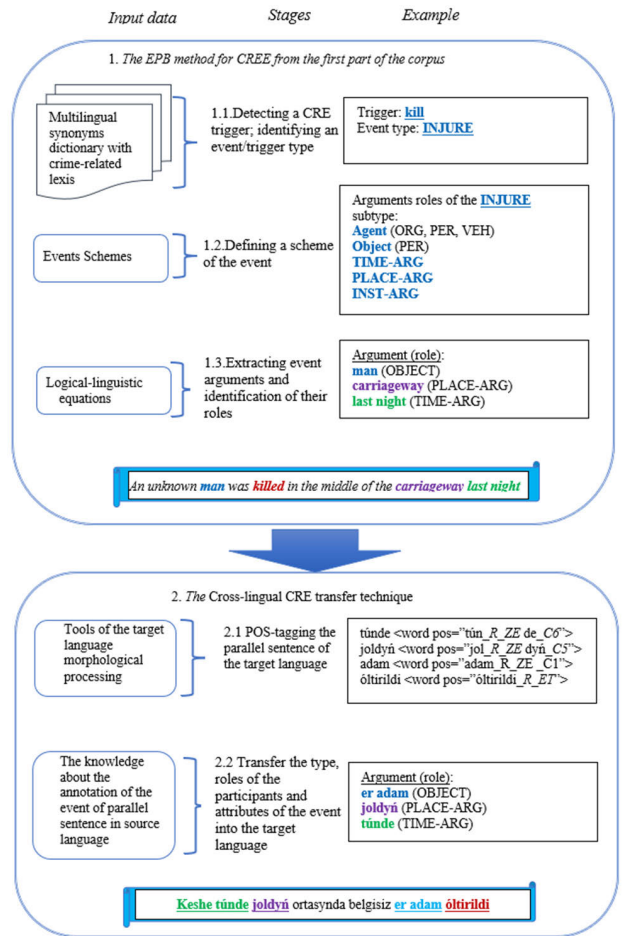 Input data Stages Example
1. The EPB method for CREE from the first part of the corpus
Multilingual
synonyms
dictionary with
crime-related
lexis
1.1.Detecting a CRE
trigger; identifying an
event/trigger type
Trigger: kill
Event type: INJURE
Events Schemes
1.2.Defining a scheme
of the event
Arguments roles of the INJURE
subtype:
Agent (ORG, PER, VEH)
Object (PER)
TIME-ARG
PLACE-ARG
INST-ARG
Logical-linguistic
equations
1.3.Extracting event
arguments and
identification of their
roles
Argument (role):
man (OBJECT)
carriageway (PLACE-ARG)
last night (TIME-ARG)
An unknown man was killed in the middle of the carriageway last night
2. The Cross-lingual CRE transfer technique
Tools of the target
language
morphological
processing
2.1 POS-tagging the
parallel sentence of
the target language
túnde <word pos=”tún_R_ZE de_C6”>
joldyń <word pos=”jol_R_ZE dyń_C5”>
adam <word pos=”adam_R_ZE _C1”>
óltirildi <word pos=”óltirildi_R_ET”>
The knowledge
about the
annotation of the
event of parallel
sentence in source
language
2.2 Transfer the type,
roles of the
participants and
attributes of the event
into the target
language
Argument (role):
er adam (OBJECT)
joldyń (PLACE-ARG)
túnde (TIME-ARG)
Keshe túnde joldyń ortasynda belgisiz er adam óltirildi